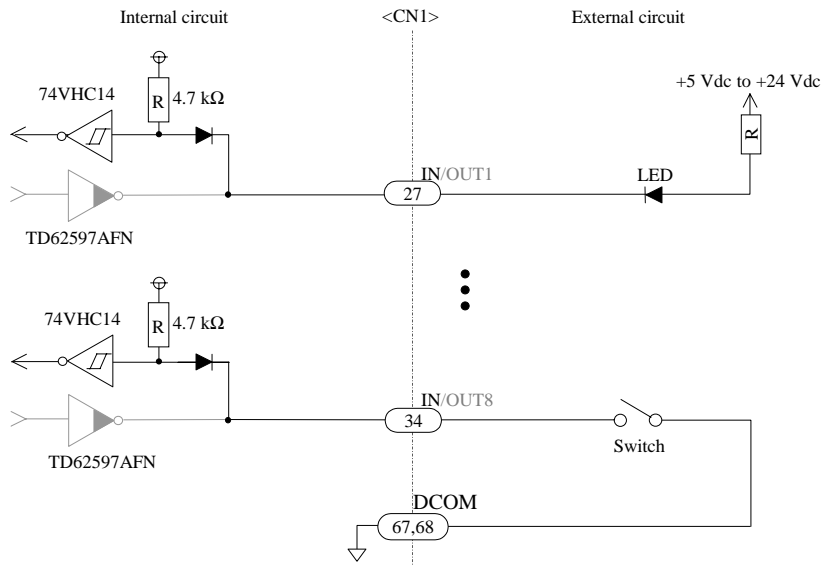 Internal circuit
<CN1>
External circuit
74VHC14
R
4.7 kΩ
+5 Vdc to +24 Vdc
R
IN/OUT1
27
LED
TD62597AFN
74VHC14
R
4.7 kΩ
IN/OUT8
34
Switch
TD62597AFN
DCOM
67,68